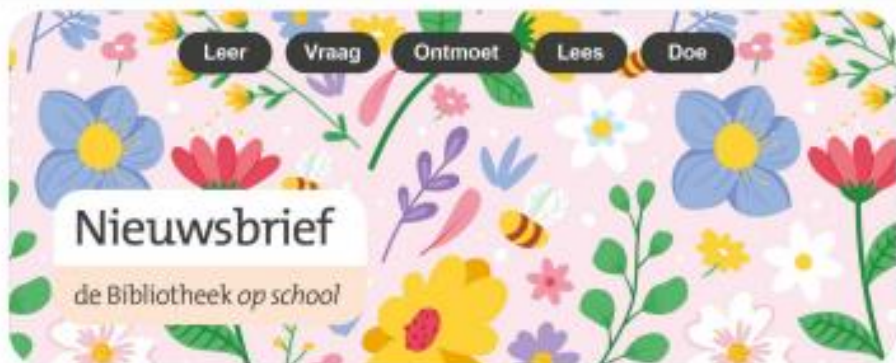 Leer Vraag Ontmoet Lees Doe
Nieuwsbrief
de Bibliotheek op school